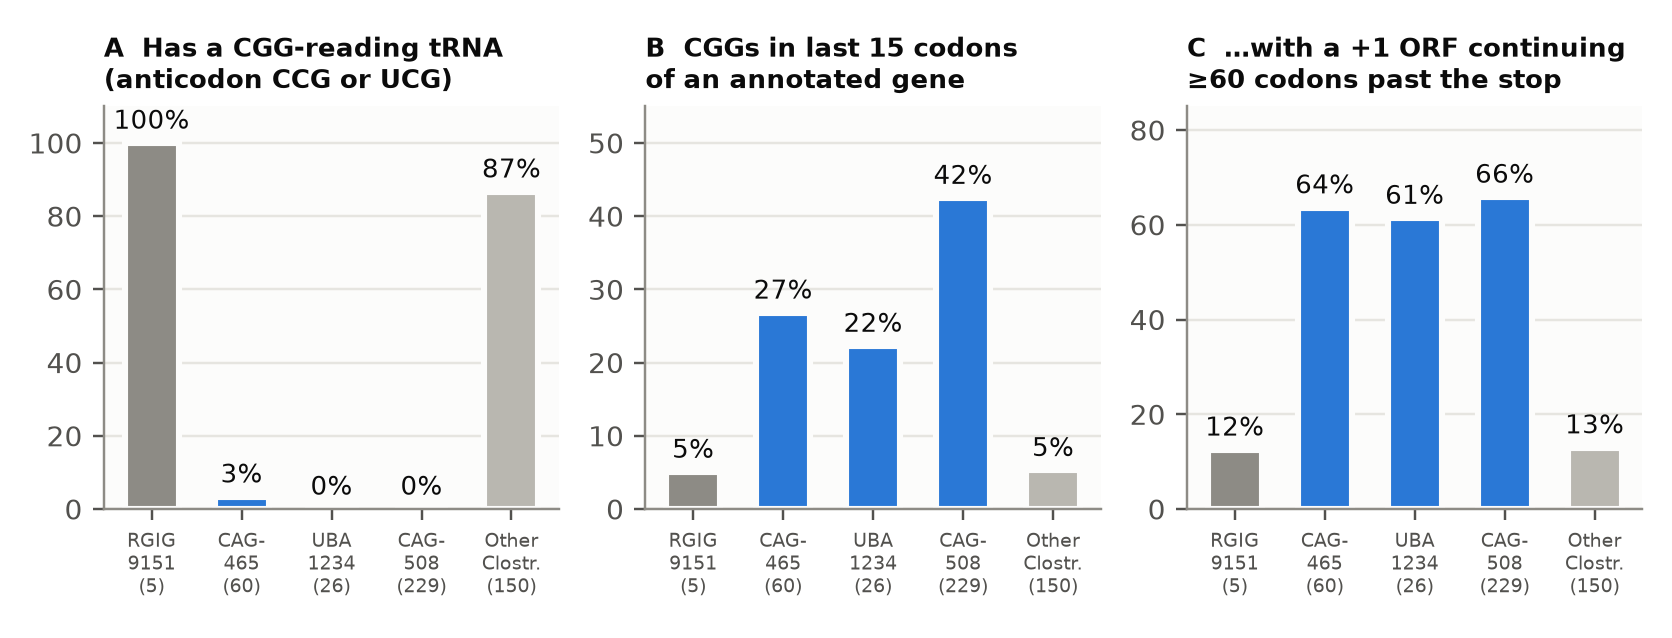 A  Has a CGG-reading tRNA
(anticodon CCG or UCG)
100
80
60
40
20
0
100%
3%
0%
0%
87%
RGIG
9151
(5)
CAG-
465
(60)
UBA
1234
(26)
CAG-
508
(229)
Other
Clostr.
(150)
B  CGGs in last 15 codons
of an annotated gene
50
40
30
20
10
0
5%
27%
22%
42%
5%
RGIG
9151
(5)
CAG-
465
(60)
UBA
1234
(26)
CAG-
508
(229)
Other
Clostr.
(150)
C  ...with a +1 ORF continuing
≥60 codons past the stop
80
60
40
20
0
12%
64%
61%
66%
13%
RGIG
9151
(5)
CAG-
465
(60)
UBA
1234
(26)
CAG-
508
(229)
Other
Clostr.
(150)